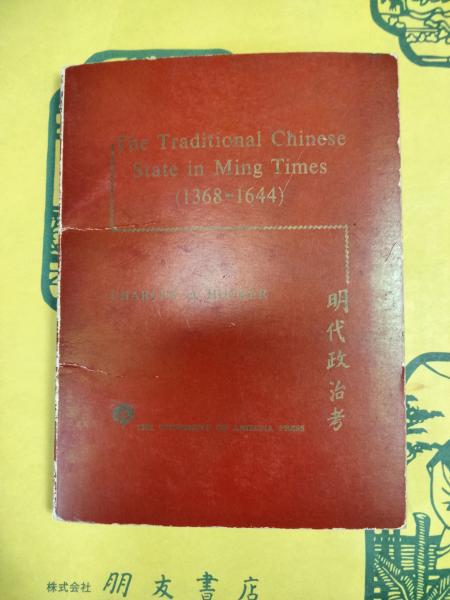 The Traditional Chinese
State in Ming Times
(1368-1644)
CHARLES O. HUCKER
明代政治考
THE UNIVERSITY OF ARIZONA PRESS
株式会社 朋友書店